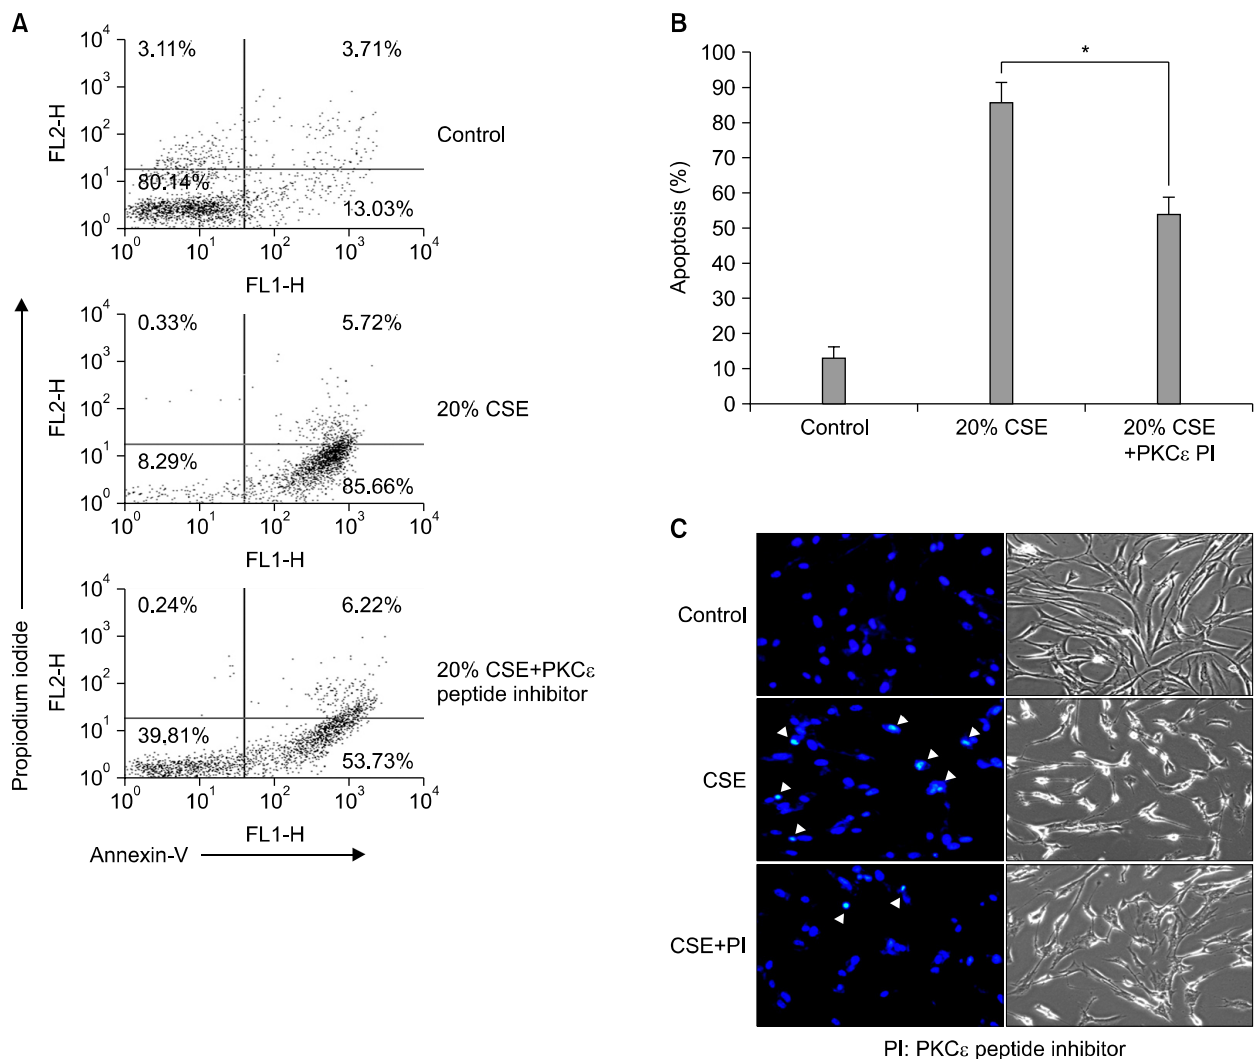 A
10^4
10^3
10^2
10^1
10^0
FL2-H
3.11%
3.71%
80.14%
13.03%
10^0 10^1 10^2 10^3 10^4
FL1-H
Control
10^4
10^3
10^2
10^1
10^0
FL2-H
0.33%
5.72%
8.29%
85.66%
10^0 10^1 10^2 10^3 10^4
FL1-H
20% CSE
10^4
10^3
10^2
10^1
10^0
FL2-H
0.24%
6.22%
39.81%
53.73%
10^0 10^1 10^2 10^3 10^4
FL1-H
20% CSE+PKCε
peptide inhibitor
Propiodium iodide
Annexin-V
B
100
90
80
70
60
50
40
30
20
10
0
Apoptosis (%)
*
Control
20% CSE
20% CSE
+PKCε PI
C
Control
CSE
CSE+PI
PI: PKCε peptide inhibitor